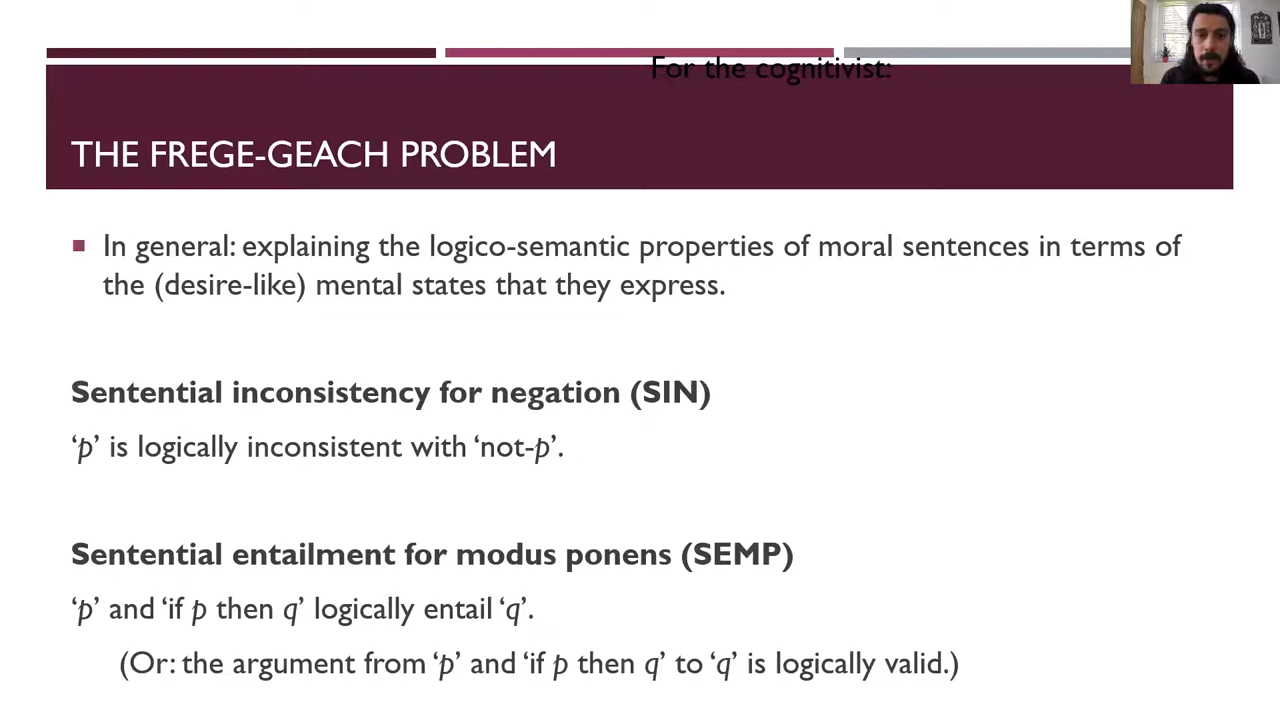 For the cognitivist:
THE FREGE-GEACH PROBLEM
In general: explaining the logico-semantic properties of moral sentences in terms of
the (desire-like) mental states that they express.
Sentential inconsistency for negation (SIN)
‘p’ is logically inconsistent with ‘not-p’.
Sentential entailment for modus ponens (SEMP)
‘p’ and ‘if p then q’ logically entail ‘q’.
(Or: the argument from ‘p’ and ‘if p then q’ to ‘q’ is logically valid.)